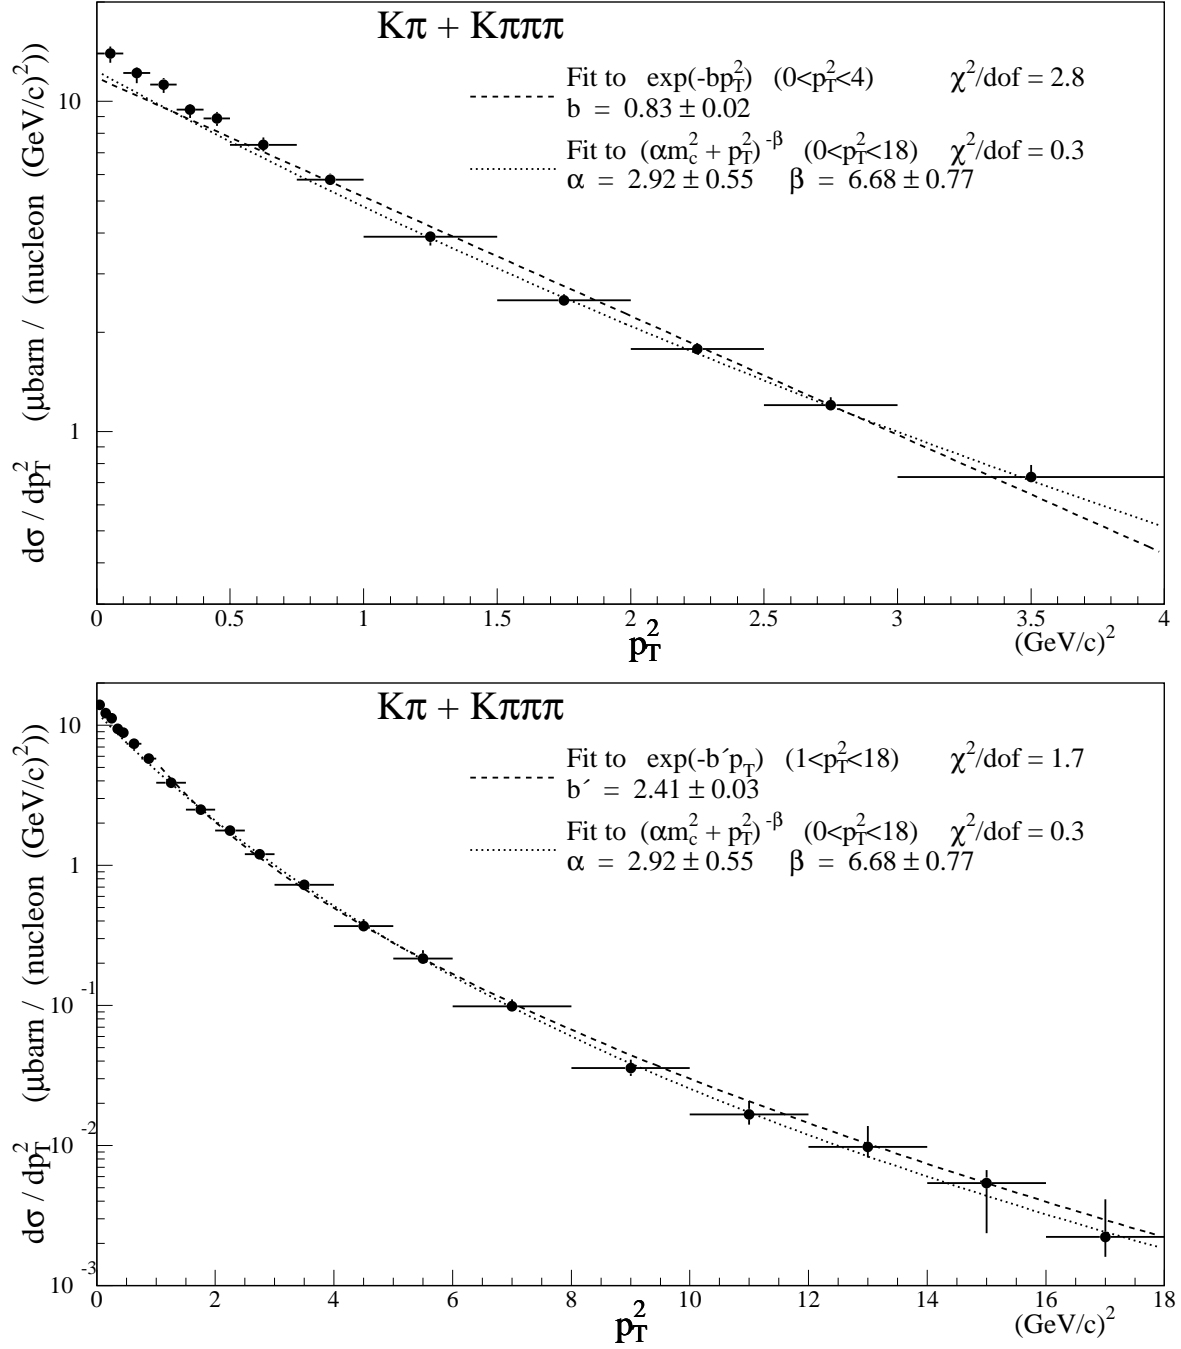 Kπ + Kπππ
Fit to exp(-bp_T^2) (0<p_T^2<4) χ^2/dof = 2.8
b = 0.83 ± 0.02
Fit to (αm_c^2 + p_T^2)^-β (0<p_T^2<18) χ^2/dof = 0.3
α = 2.92 ± 0.55 β = 6.68 ± 0.77
dσ / dp_T^2 (μbarn / (nucleon (GeV/c)^2))
10
1
0 0.5 1 1.5 2 2.5 3 3.5 4
p_T^2 (GeV/c)^2
Kπ + Kπππ
Fit to exp(-b´p_T) (1<p_T^2<18) χ^2/dof = 1.7
b´ = 2.41 ± 0.03
Fit to (αm_c^2 + p_T^2)^-β (0<p_T^2<18) χ^2/dof = 0.3
α = 2.92 ± 0.55 β = 6.68 ± 0.77
dσ / dp_T^2 (μbarn / (nucleon (GeV/c)^2))
10
1
10^-1
10^-2
10^-3
0 2 4 6 8 10 12 14 16 18
p_T^2 (GeV/c)^2